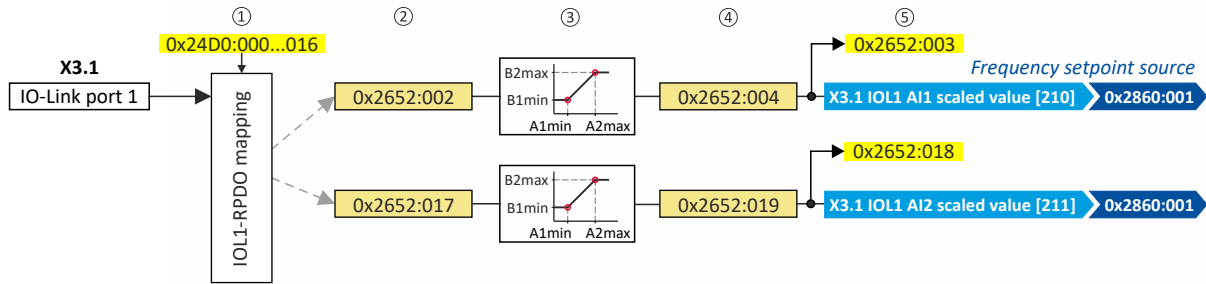 ① ② ③ ④ ⑤
0x24D0:000...016
0x2652:003
X3.1
Frequency setpoint source
IO-Link port 1
IOL1-RPDO mapping
0x2652:002
B2max
B1min
A1min A2max
0x2652:004
X3.1 IOL1 AI1 scaled value [210]
0x2860:001
0x2652:018
0x2652:017
B2max
B1min
A1min A2max
0x2652:019
X3.1 IOL1 AI2 scaled value [211]
0x2860:001